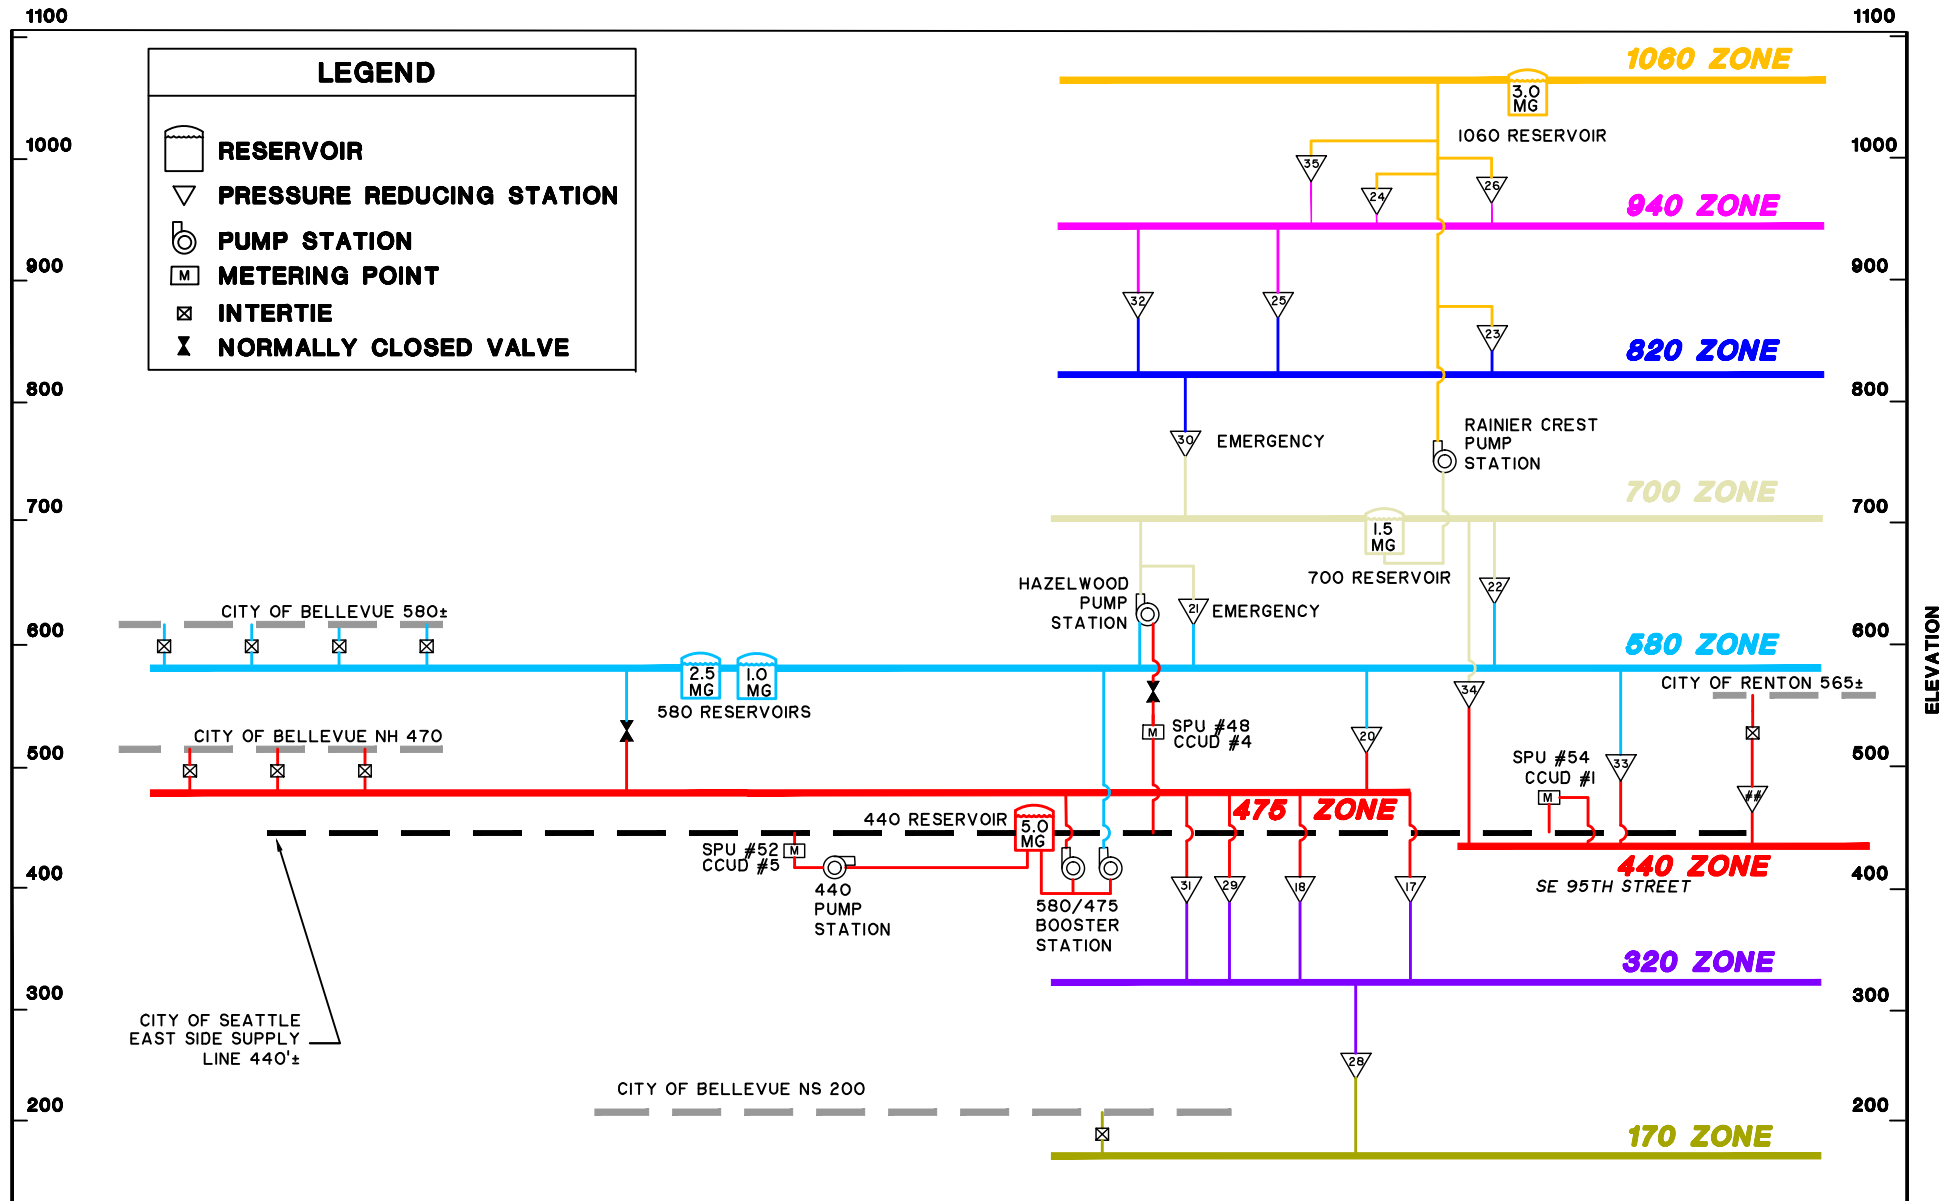 1100
1100
LEGEND
RESERVOIR
PRESSURE REDUCING STATION
PUMP STATION
M
METERING POINT
INTERTIE
NORMALLY CLOSED VALVE
1060 ZONE
3.0
MG
1060 RESERVOIR
1000
1000
35
24
26
940 ZONE
900
900
32
25
23
820 ZONE
800
800
30
EMERGENCY
RAINIER CREST
PUMP
STATION
700 ZONE
700
700
1.5
MG
700 RESERVOIR
HAZELWOOD
PUMP
STATION
21
EMERGENCY
22
CITY OF BELLEVUE 580±
600
600
ELEVATION
580 ZONE
2.5
MG
1.0
MG
580 RESERVOIRS
34
CITY OF RENTON 565±
CITY OF BELLEVUE NH 470
M
SPU #48
CCUD #4
20
500
500
SPU #54
CCUD #1
M
33
##
475 ZONE
440 RESERVOIR
5.0
MG
SPU #52
CCUD #5
M
440
PUMP
STATION
580/475
BOOSTER
STATION
400
400
31
29
18
17
440 ZONE
SE 95TH STREET
320 ZONE
300
300
CITY OF SEATTLE
EAST SIDE SUPPLY
LINE 440'±
28
CITY OF BELLEVUE NS 200
200
200
170 ZONE